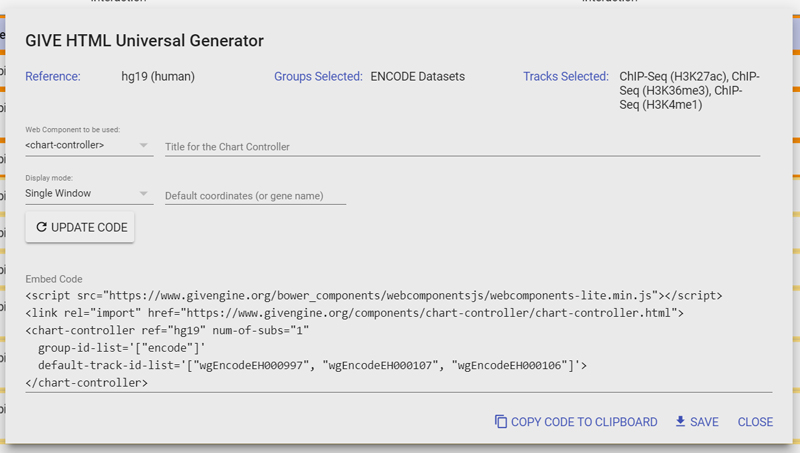 GIVE HTML Universal Generator
Reference: hg19 (human) Groups Selected: ENCODE Datasets Tracks Selected: ChIP-Seq (H3K27ac), ChIP-
Seq (H3K36me3), ChIP-
Seq (H3K4me1)
Web Component to be used:
<chart-controller> Title for the Chart Controller
Display mode:
Single Window Default coordinates (or gene name)
UPDATE CODE
Embed Code
<script src="https://www.givengine.org/bower_components/webcomponentsjs/webcomponents-lite.min.js"></script>
<link rel="import" href="https://www.givengine.org/components/chart-controller/chart-controller.html">
<chart-controller ref="hg19" num-of-subs="1"
group-id-list='["encode"]'
default-track-id-list='["wgEncodeEH000997", "wgEncodeEH000107", "wgEncodeEH000106"]'>
</chart-controller>
COPY CODE TO CLIPBOARD SAVE CLOSE